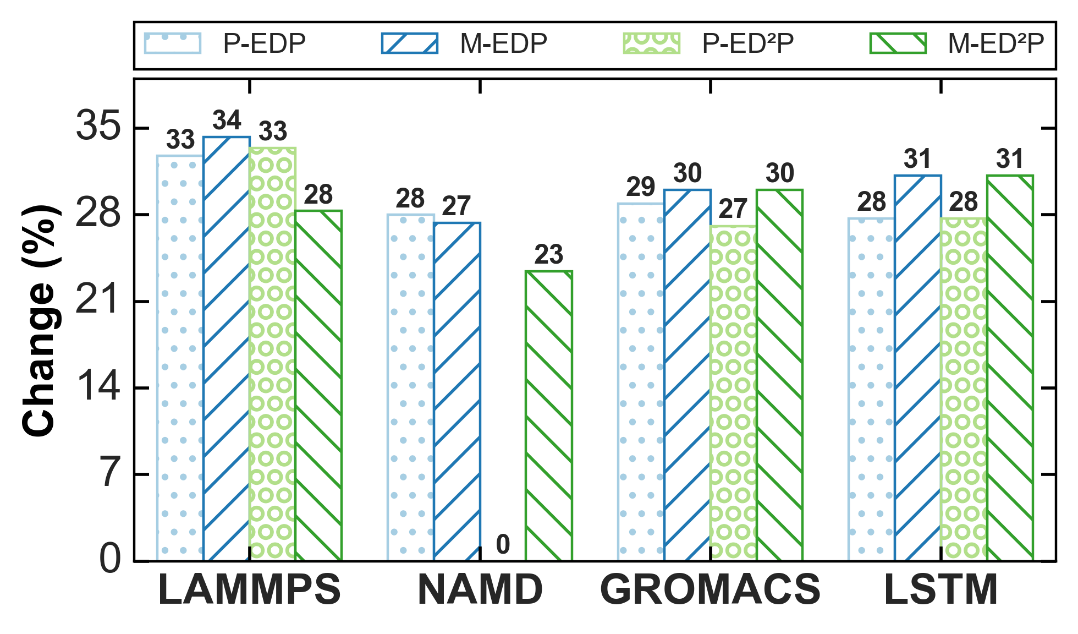 P-EDP M-EDP P-ED²P M-ED²P
Change (%)
35
28
21
14
7
0
33 34 33 28
28 27 0 23
29 30 27 30
28 31 28 31
LAMMPS NAMD GROMACS LSTM